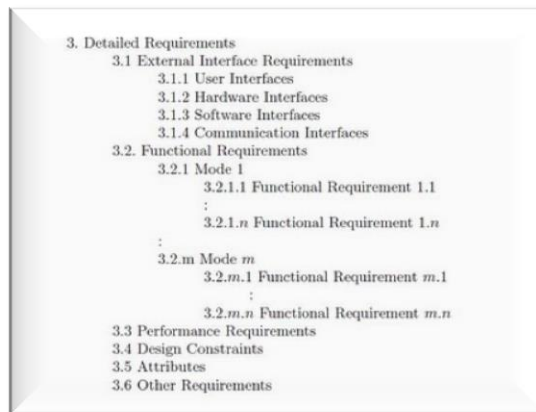 3. Detailed Requirements
3.1 External Interface Requirements
3.1.1 User Interfaces
3.1.2 Hardware Interfaces
3.1.3 Software Interfaces
3.1.4 Communication Interfaces
3.2. Functional Requirements
3.2.1 Mode 1
3.2.1.1 Functional Requirement 1.1
:
3.2.1.n Functional Requirement 1.n
:
3.2.m Mode m
3.2.m.1 Functional Requirement m.1
:
3.2.m.n Functional Requirement m.n
3.3 Performance Requirements
3.4 Design Constraints
3.5 Attributes
3.6 Other Requirements